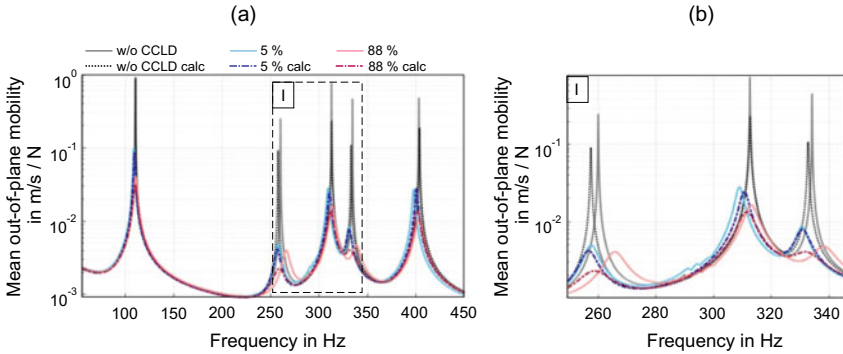 (a)
w/o CCLD 5 % 88 %
w/o CCLD calc 5 % calc 88 % calc
Mean out-of-plane mobility
in m/s / N
10^0
10^-1
10^-2
10^-3
I
100 150 200 250 300 350 400 450
Frequency in Hz
(b)
Mean out-of-plane mobility
in m/s / N
I
10^-1
10^-2
260 280 300 320 340
Frequency in Hz